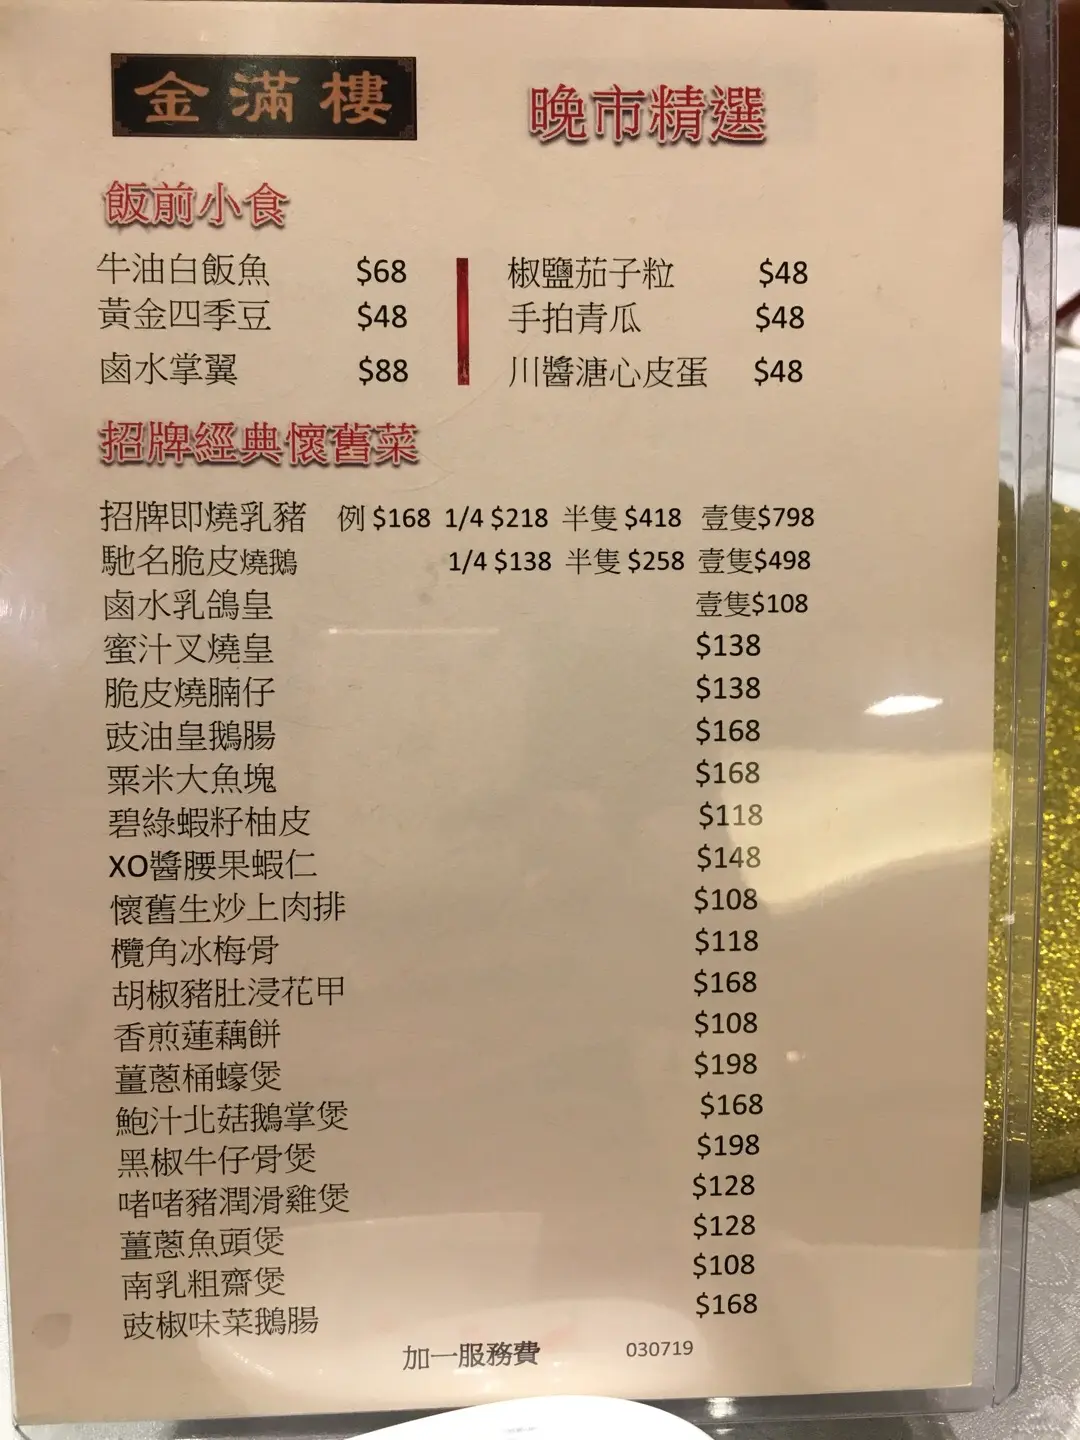 金滿樓
晚市精選
飯前小食
牛油白飯魚 $68 椒鹽茄子粒 $48
黃金四季豆 $48 手拍青瓜 $48
鹵水掌翼 $88 川醬溏心皮蛋 $48
招牌經典懷舊菜
招牌即燒乳豬 例 $168 1/4 $218 半隻 $418 壹隻$798
馳名脆皮燒鵝 1/4 $138 半隻 $258 壹隻$498
鹵水乳鴿皇 壹隻$108
蜜汁叉燒皇 $138
脆皮燒腩仔 $138
豉油皇鵝腸 $168
粟米大魚塊 $168
碧綠蝦籽柚皮 $118
XO醬腰果蝦仁 $148
懷舊生炒上肉排 $108
欖角冰梅骨 $118
胡椒豬肚浸花甲 $168
香煎蓮藕餅 $108
薑蔥桶蠔煲 $198
鮑汁北菇鵝掌煲 $168
黑椒牛仔骨煲 $198
啫啫豬潤滑雞煲 $128
薑蔥魚頭煲 $128
南乳粗齋煲 $108
豉椒味菜鵝腸 $168
加一服務費 030719